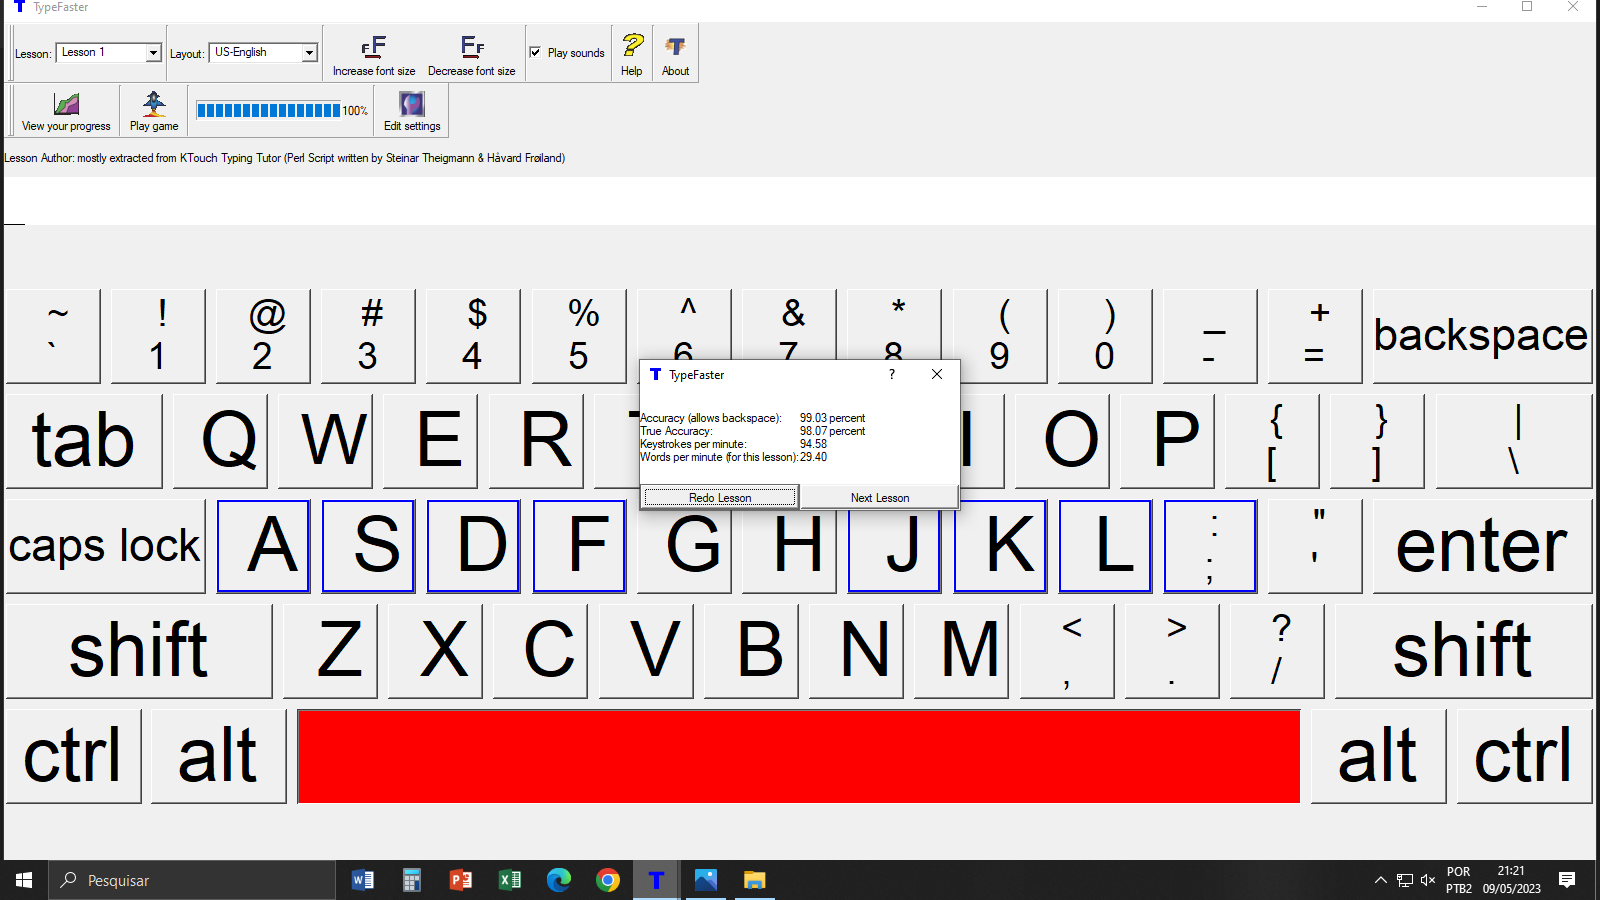 TypeFaster
Lesson: Lesson 1 Layout: US-English Increase font size Decrease font size Play sounds Help About
View your progress Play game 100% Edit settings
Lesson Author: mostly extracted from KTouch Typing Tutor (Perl Script written by Steinar Theigmann & Håvard Frøiland)
~ ! @ # $ % ^ & * ( ) _ +
` 1 2 3 4 5 6 7 8 9 0 - = backspace
TypeFaster ?
Accuracy (allows backspace): 99.03 percent
True Accuracy: 98.07 percent
Keystrokes per minute: 94.58
Words per minute (for this lesson): 29.40
Redo Lesson Next Lesson
tab Q W E R I O P { [ } ] | \
caps lock A S D F G H J K L : ; " ' enter
shift Z X C V B N M < , > . ? / shift
ctrl alt alt ctrl
Pesquisar T POR 21:21
PTB2 09/05/2023